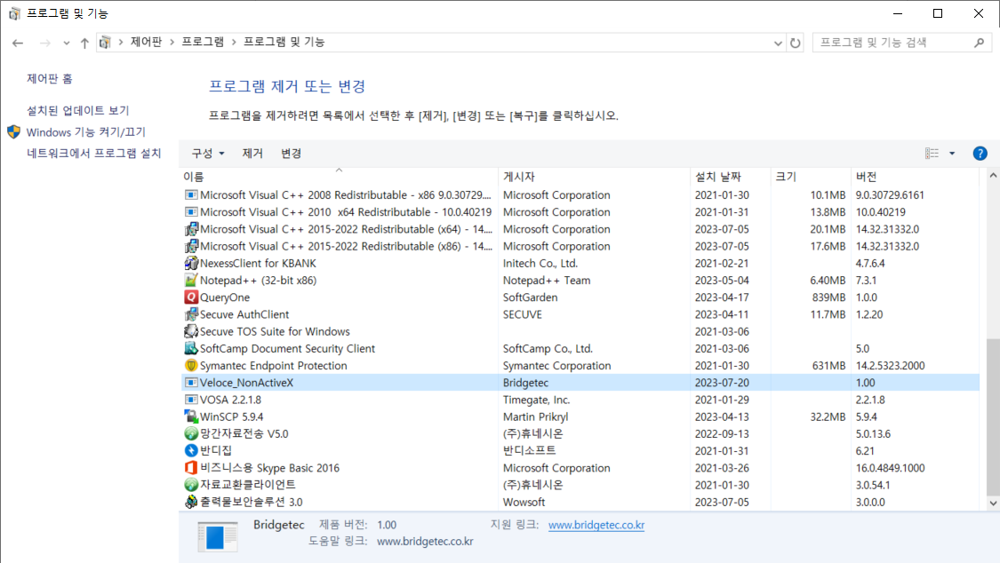 프로그램 및 기능
제어판 > 프로그램 > 프로그램 및 기능
프로그램 및 기능 검색
제어판 홈
설치된 업데이트 보기
Windows 기능 켜기/끄기
네트워크에서 프로그램 설치
프로그램 제거 또는 변경
프로그램을 제거하려면 목록에서 선택한 후 [제거], [변경] 또는 [복구]를 클릭하십시오.
구성 제거 변경
이름 게시자 설치 날짜 크기 버전
Microsoft Visual C++ 2008 Redistributable - x86 9.0.30729.... Microsoft Corporation 2021-01-30 10.1MB 9.0.30729.6161
Microsoft Visual C++ 2010 x64 Redistributable - 10.0.40219 Microsoft Corporation 2021-01-31 13.8MB 10.0.40219
Microsoft Visual C++ 2015-2022 Redistributable (x64) - 14.... Microsoft Corporation 2023-07-05 20.1MB 14.32.31332.0
Microsoft Visual C++ 2015-2022 Redistributable (x86) - 14.... Microsoft Corporation 2023-07-05 17.6MB 14.32.31332.0
NexessClient for KBANK Initech Co., Ltd. 2021-02-21 4.7.6.4
Notepad++ (32-bit x86) Notepad++ Team 2023-05-04 6.40MB 7.3.1
QueryOne SoftGarden 2023-04-17 839MB 1.0.0
Secuve AuthClient SECUVE 2023-04-11 11.7MB 1.2.20
Secuve TOS Suite for Windows 2021-03-06
SoftCamp Document Security Client SoftCamp Co., Ltd. 2021-03-06 5.0
Symantec Endpoint Protection Symantec Corporation 2021-01-30 631MB 14.2.5323.2000
Veloce_NonActiveX Bridgetec 2023-07-20 1.00
VOSA 2.2.1.8 Timegate, Inc. 2021-01-29 2.2.1.8
WinSCP 5.9.4 Martin Prikryl 2023-04-13 32.2MB 5.9.4
망간자료전송 V5.0 (주)휴네시온 2022-09-13 5.0.13.6
반디집 반디소프트 2021-01-31 6.21
비즈니스용 Skype Basic 2016 Microsoft Corporation 2021-03-26 16.0.4849.1000
자료교환클라이언트 (주)휴네시온 2021-01-30 3.0.54.1
출력물보안솔루션 3.0 Wowsoft 2023-07-05 3.0.0.0
Bridgetec 제품 버전: 1.00 지원 링크: www.bridgetec.co.kr
도움말 링크: www.bridgetec.co.kr